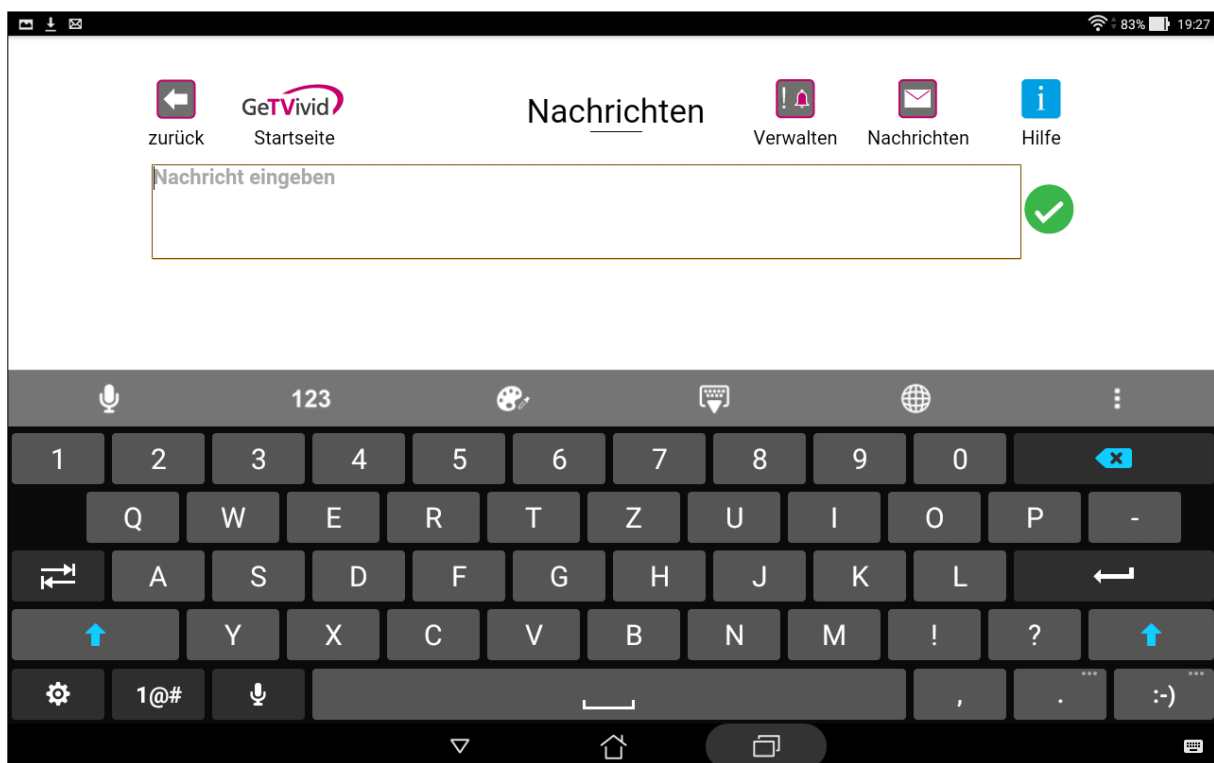 83% 19:27
GeTVivid Nachrichten ! i
zurück Startseite Verwalten Nachrichten Hilfe
Nachricht eingeben
123
1 2 3 4 5 6 7 8 9 0
Q W E R T Z U I O P -
A S D F G H J K L
Y X C V B N M ! ?
1@# , . :-)